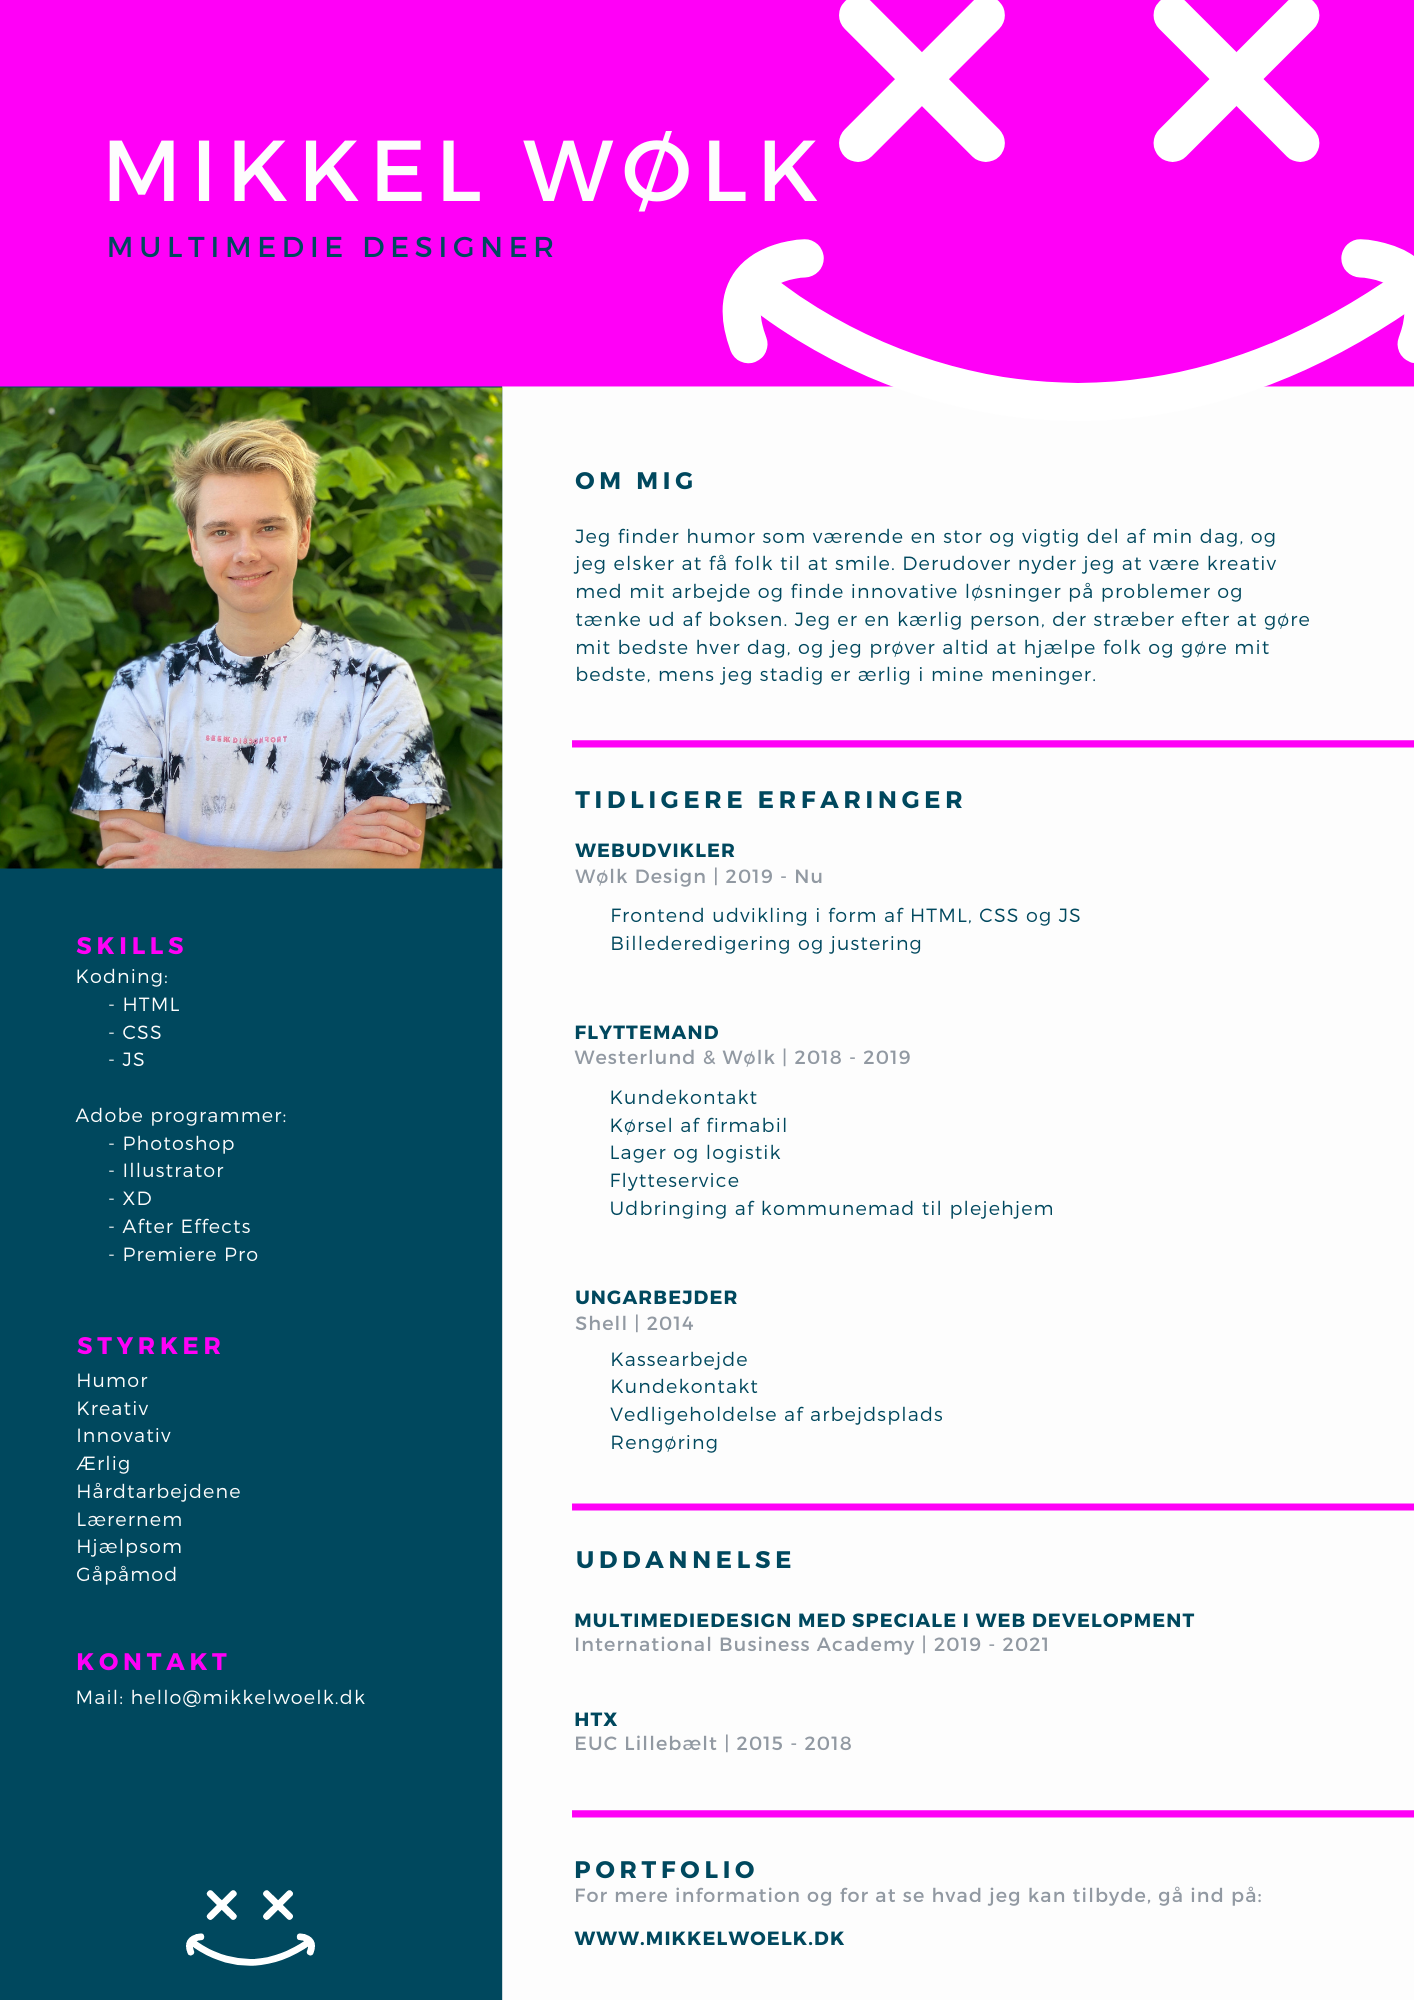 MIKKEL WØLK
MULTIMEDIE DESIGNER
SKILLS
Kodning:
- HTML
- CSS
- JS
Adobe programmer:
- Photoshop
- Illustrator
- XD
- After Effects
- Premiere Pro
STYRKER
Humor
Kreativ
Innovativ
Ærlig
Hårdtarbejdene
Lærernem
Hjælpsom
Gåpåmod
KONTAKT
Mail: hello@mikkelwoelk.dk
OM MIG
Jeg finder humor som værende en stor og vigtig del af min dag, og
jeg elsker at få folk til at smile. Derudover nyder jeg at være kreativ
med mit arbejde og finde innovative løsninger på problemer og
tænke ud af boksen. Jeg er en kærlig person, der stræber efter at gøre
mit bedste hver dag, og jeg prøver altid at hjælpe folk og gøre mit
bedste, mens jeg stadig er ærlig i mine meninger.
TIDLIGERE ERFARINGER
WEBUDVIKLER
Wølk Design | 2019 - Nu
Frontend udvikling i form af HTML, CSS og JS
Billederedigering og justering
FLYTTEMAND
Westerlund & Wølk | 2018 - 2019
Kundekontakt
Kørsel af firmabil
Lager og logistik
Flytteservice
Udbringing af kommunemad til plejehjem
UNGARBEJDER
Shell | 2014
Kassearbejde
Kundekontakt
Vedligeholdelse af arbejdsplads
Rengøring
UDDANNELSE
MULTIMEDIEDESIGN MED SPECIALE I WEB DEVELOPMENT
International Business Academy | 2019 - 2021
HTX
EUC Lillebælt | 2015 - 2018
PORTFOLIO
For mere information og for at se hvad jeg kan tilbyde, gå ind på:
WWW.MIKKELWOELK.DK